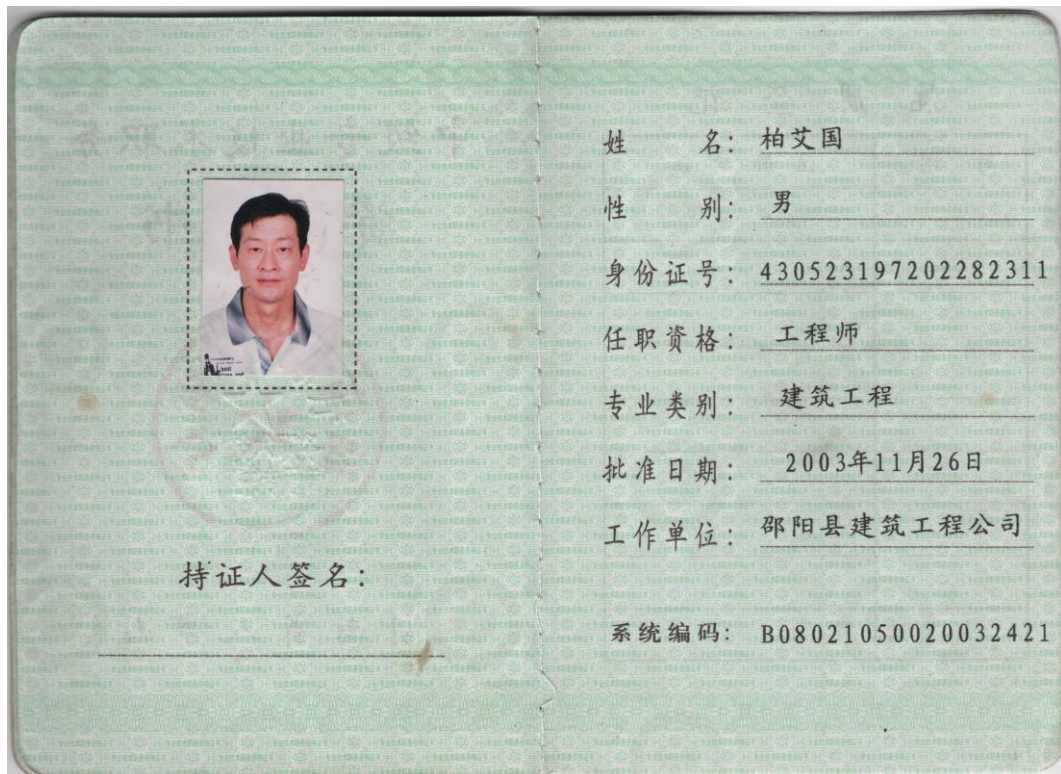 持证人签名：
姓 名：柏艾国
性 别：男
身份证号：430523197202282311
任职资格：工程师
专业类别：建筑工程
批准日期：2003年11月26日
工作单位：邵阳县建筑工程公司
系统编码：B08021050020032421